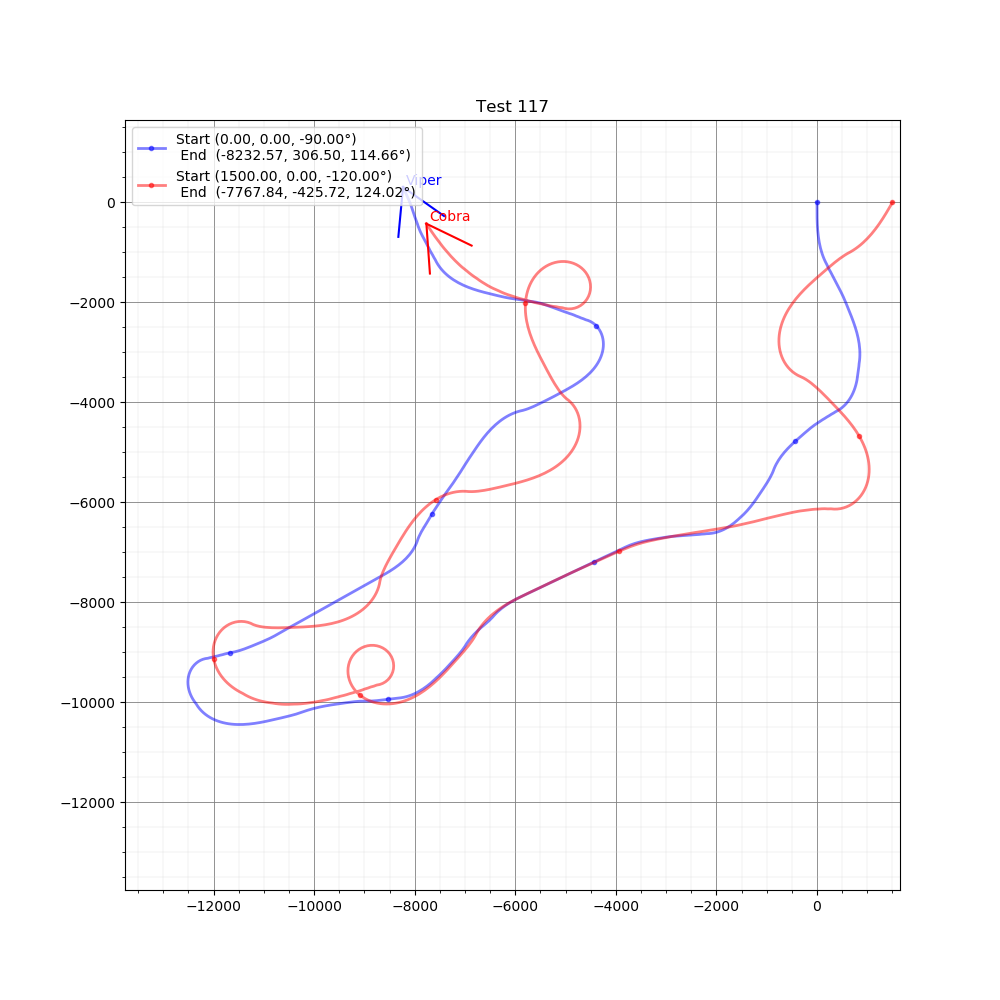 Test 117
Start (0.00, 0.00, -90.00°)
End  (-8232.57, 306.50, 114.66°)
Start (1500.00, 0.00, -120.00°)
End  (-7767.84, -425.72, 124.02°)
Viper
Cobra
0
−2000
−4000
−6000
−8000
−10000
−12000
−12000 −10000 −8000 −6000 −4000 −2000 0